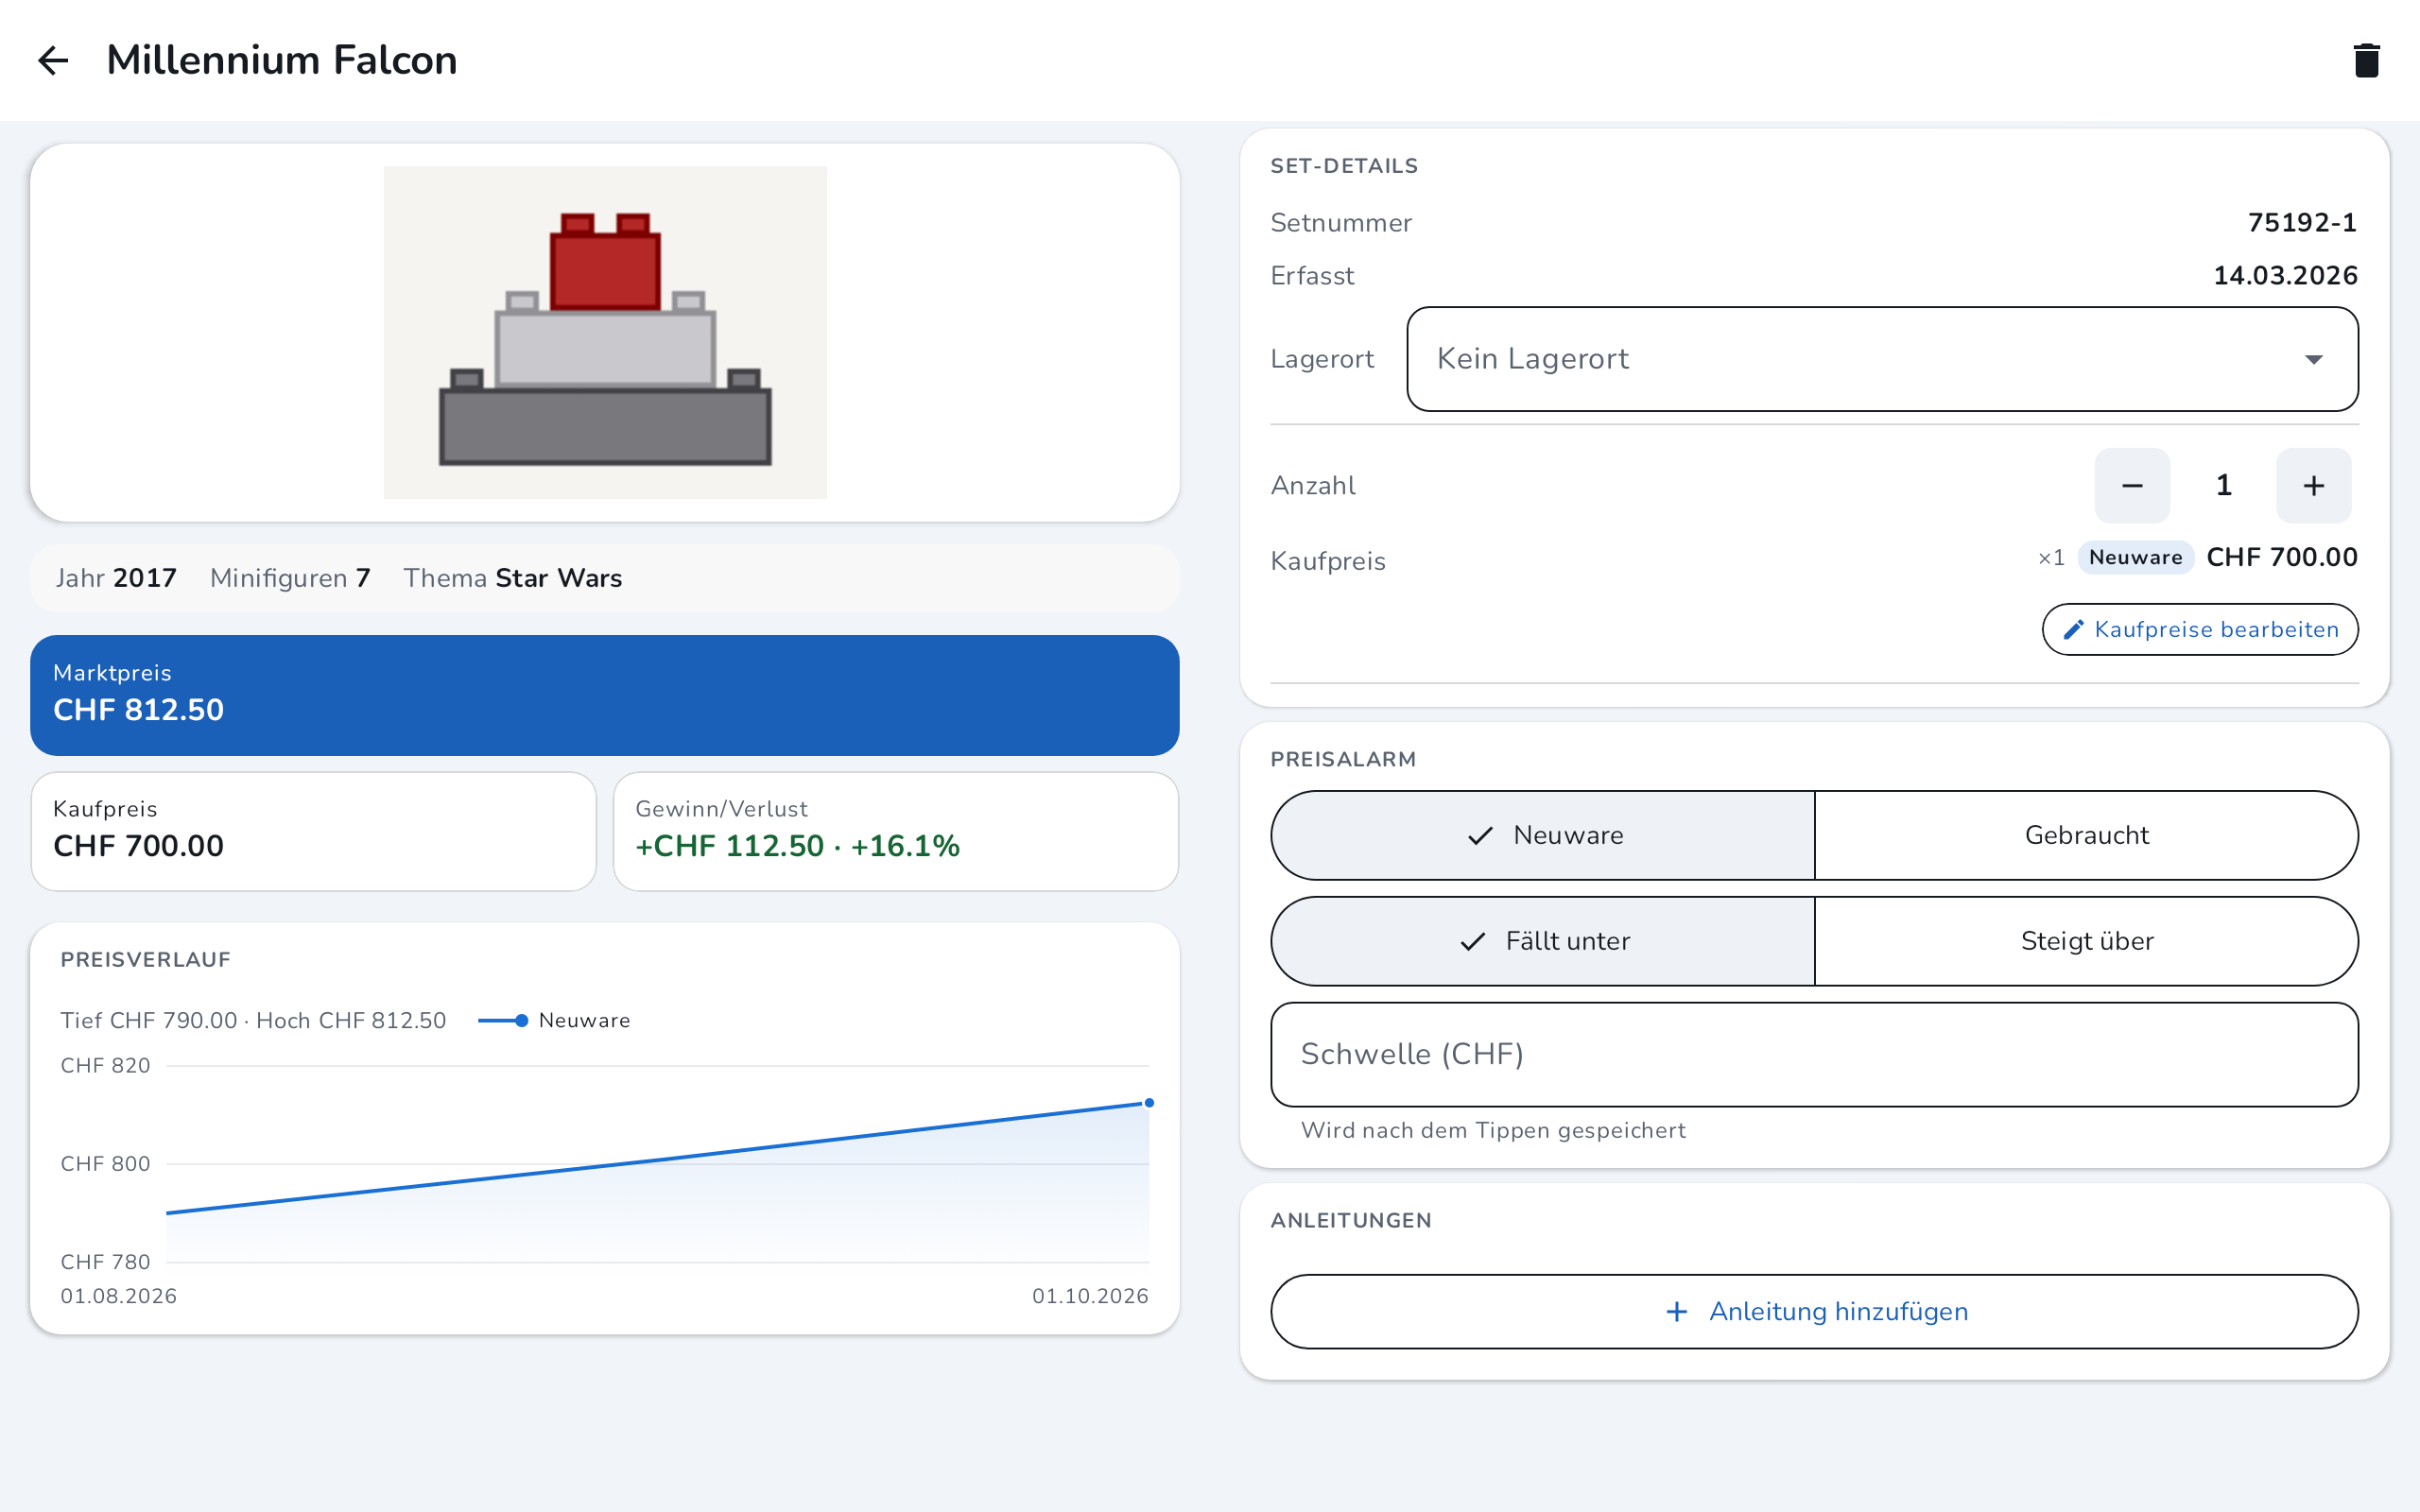 Millennium Falcon
Jahr 2017 Minifiguren 7 Thema Star Wars
Marktpreis
CHF 812.50
Kaufpreis
CHF 700.00
Gewinn/Verlust
+CHF 112.50 · +16.1%
PREISVERLAUF
Tief CHF 790.00 · Hoch CHF 812.50 Neuware
CHF 820
CHF 800
CHF 780
01.08.2026 01.10.2026
SET-DETAILS
Setnummer 75192-1
Erfasst 14.03.2026
Lagerort Kein Lagerort
Anzahl − 1 +
Kaufpreis ×1 Neuware CHF 700.00
Kaufpreise bearbeiten
PREISALARM
Neuware Gebraucht
Fällt unter Steigt über
Schwelle (CHF)
Wird nach dem Tippen gespeichert
ANLEITUNGEN
+ Anleitung hinzufügen